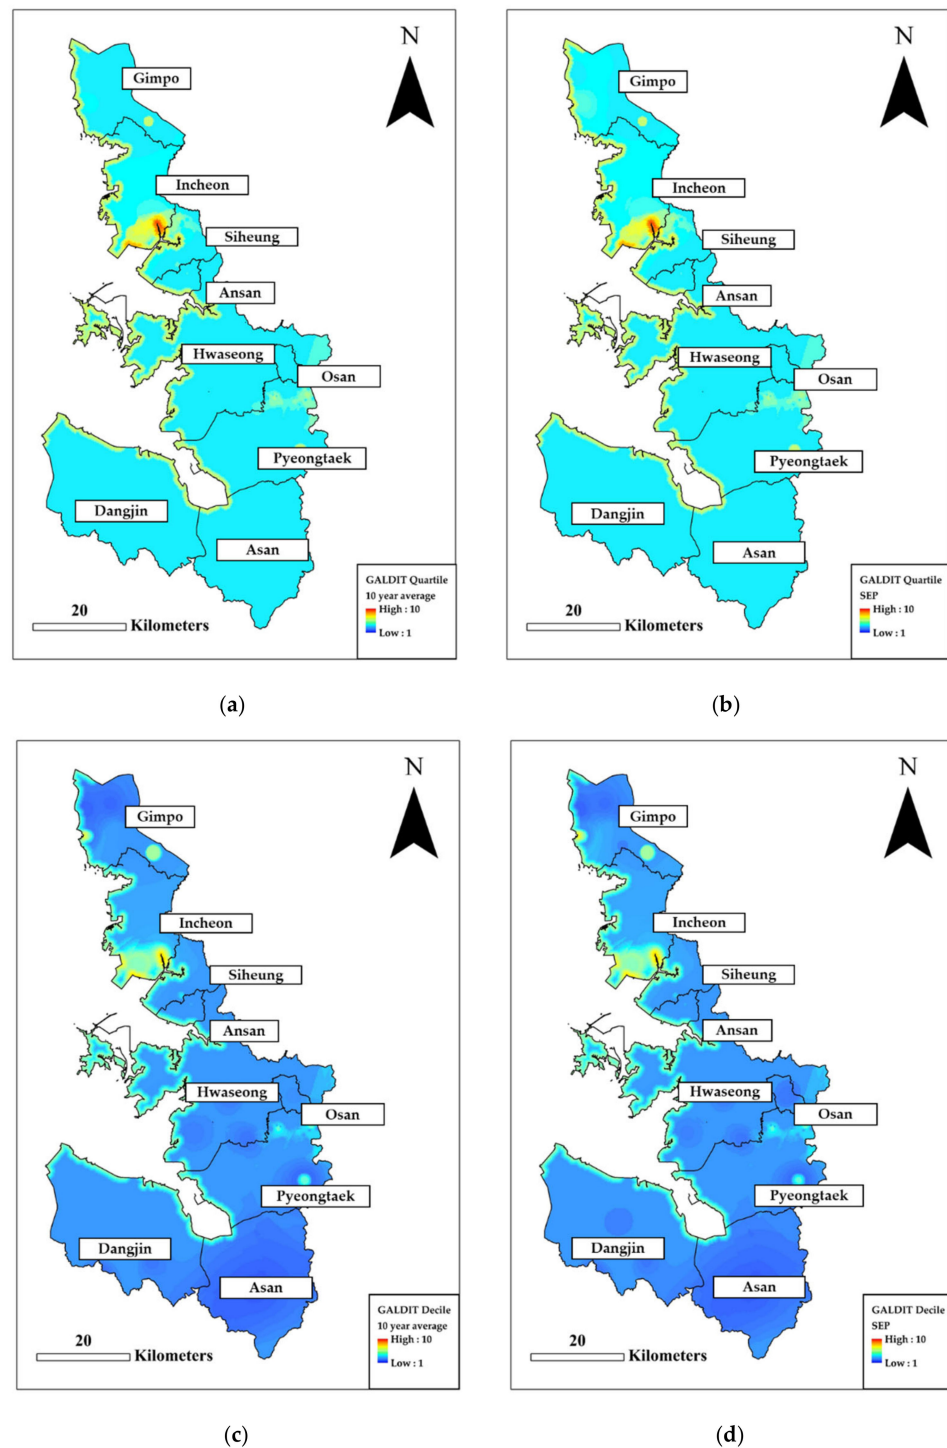 N
Gimpo
Incheon
Siheung
Ansan
Hwaseong
Osan
Pyeongtaek
Dangjin
Asan
GALDIT Quartile
10 year average
High : 10
Low : 1
20
Kilometers
(a)
N
Gimpo
Incheon
Siheung
Ansan
Hwaseong
Osan
Pyeongtaek
Dangjin
Asan
GALDIT Quartile
SEP
High : 10
Low : 1
20
Kilometers
(b)
N
Gimpo
Incheon
Siheung
Ansan
Hwaseong
Osan
Pyeongtaek
Dangjin
Asan
GALDIT Decile
10 year average
High : 10
Low : 1
20
Kilometers
(c)
N
Gimpo
Incheon
Siheung
Ansan
Hwaseong
Osan
Pyeongtaek
Dangjin
Asan
GALDIT Decile
SEP
High : 10
Low : 1
20
Kilometers
(d)